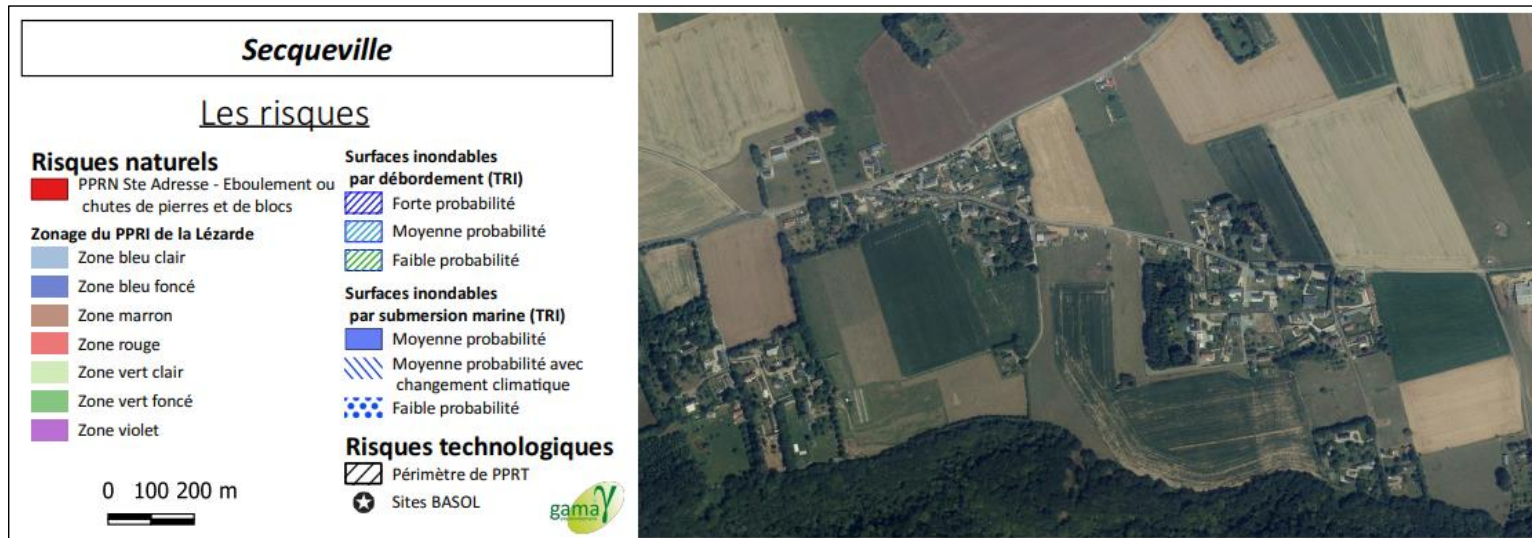 Secqueville
Les risques
Risques naturels
PPRN Ste Adresse - Eboulement ou
chutes de pierres et de blocs
Zonage du PPRI de la Lézarde
Zone bleu clair
Zone bleu foncé
Zone marron
Zone rouge
Zone vert clair
Zone vert foncé
Zone violet
0 100 200 m
Surfaces inondables
par débordement (TRI)
Forte probabilité
Moyenne probabilité
Faible probabilité
Surfaces inondables
par submersion marine (TRI)
Moyenne probabilité
Moyenne probabilité avec
changement climatique
Faible probabilité
Risques technologiques
Périmètre de PPRT
Sites BASOL
gama